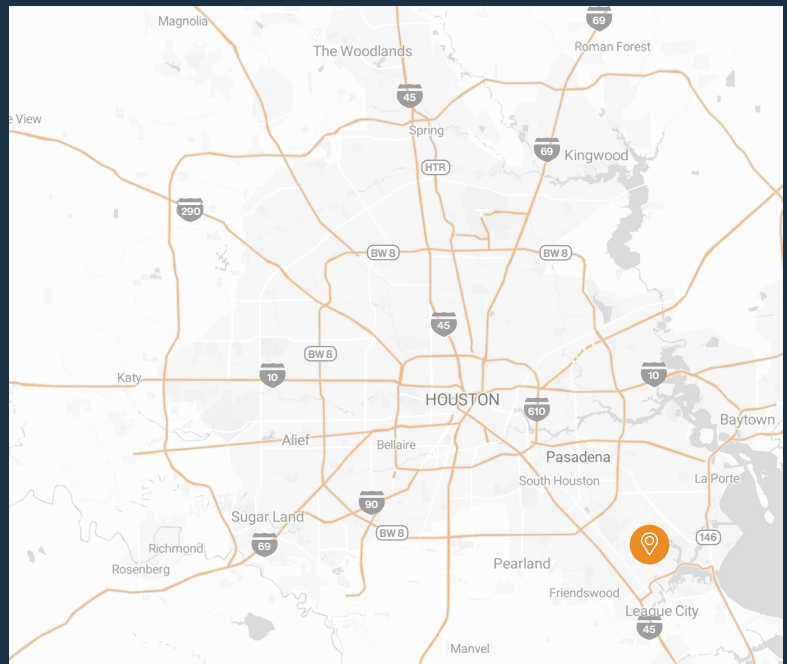 69
Magnolia
Roman Forest
The Woodlands
45
e View
Spring
69
Kingwood
HTR
290
BW 8
BW 8
45
BW 8
10
10
Katy
HOUSTON
610
Baytown
Alief
Bellaire
Pasadena
La Porte
South Houston
90
Sugar Land
BW 8
146
69
Richmond
Pearland
Rosenberg
Friendswood
League City
45
Manvel